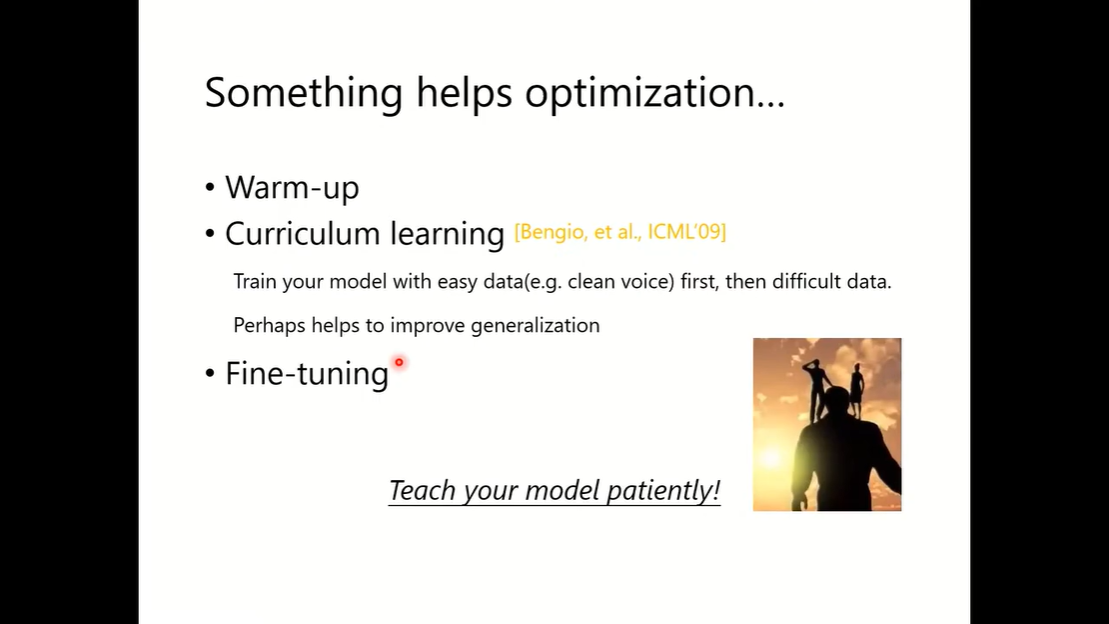 Something helps optimization...
• Warm-up
• Curriculum learning [Bengio, et al., ICML'09]
Train your model with easy data(e.g. clean voice) first, then difficult data.
Perhaps helps to improve generalization
• Fine-tuning
Teach your model patiently!